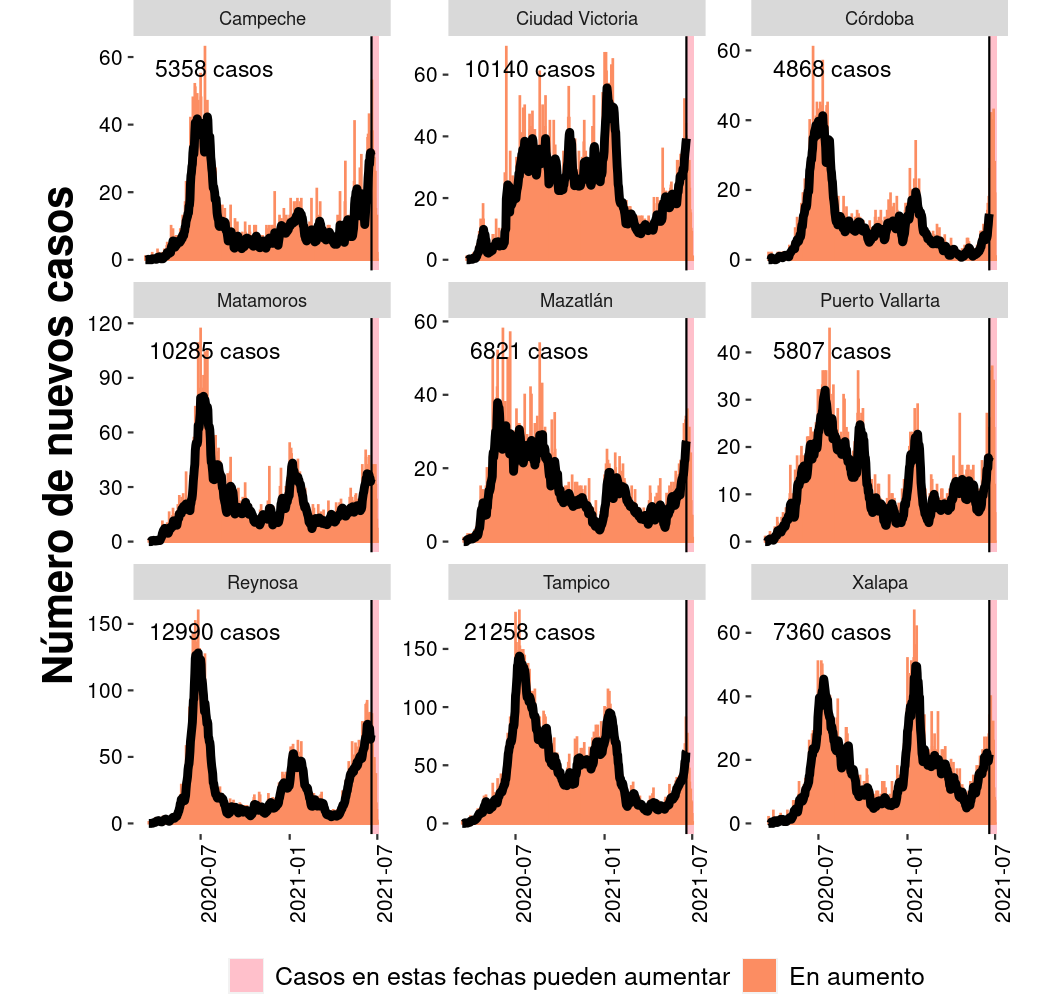 Número de nuevos casos
Campeche
5358 casos
60
40
20
0
Ciudad Victoria
10140 casos
60
40
20
0
Córdoba
4868 casos
60
40
20
0
Matamoros
10285 casos
120
90
60
30
0
Mazatlán
6821 casos
60
40
20
0
Puerto Vallarta
5807 casos
40
30
20
10
0
Reynosa
12990 casos
150
100
50
0
2020-07
2021-01
2021-07
Tampico
21258 casos
150
100
50
0
2020-07
2021-01
2021-07
Xalapa
7360 casos
60
40
20
0
2020-07
2021-01
2021-07
Casos en estas fechas pueden aumentar
En aumento